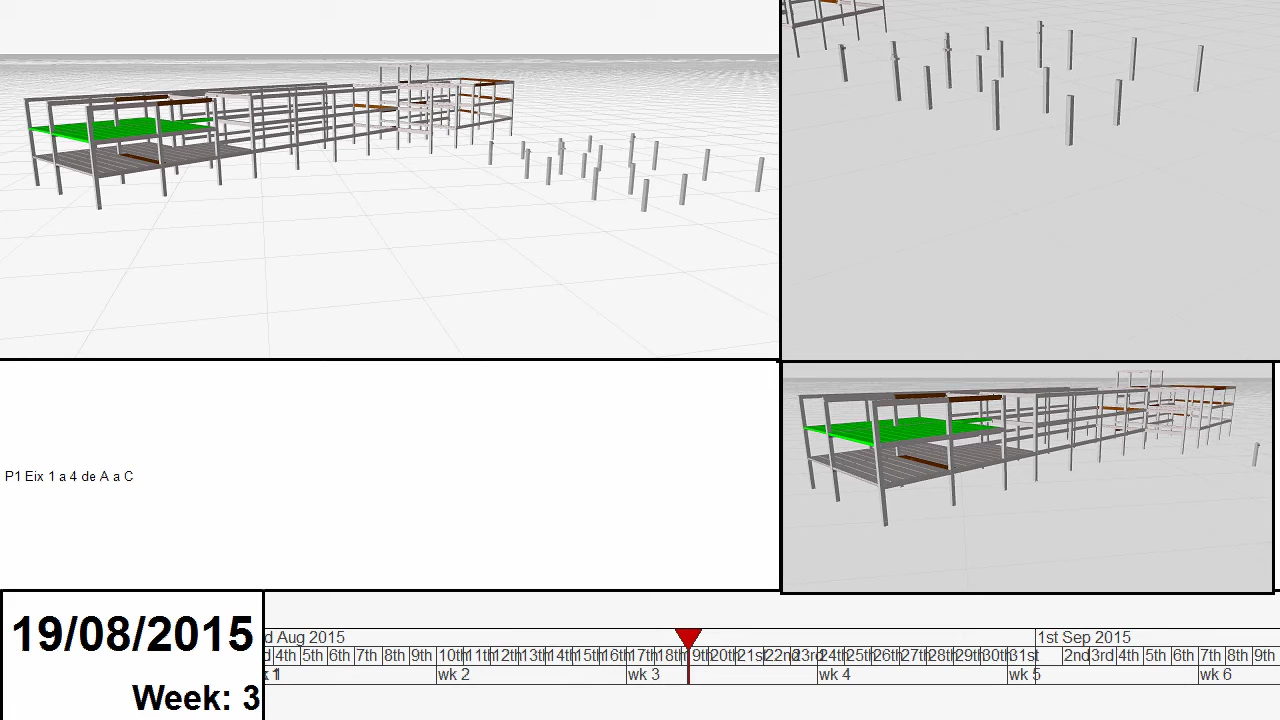 P1 Eix 1 a 4 de A a C
19/08/2015
Week: 3
d Aug 2015 1st Sep 2015
4th 5th 6th 7th 8th 9th 10th 11th 12th 13th 14th 15th 16th 17th 18th 19th 20th 21st 22nd 23rd 24th 25th 26th 27th 28th 29th 30th 31st 2nd 3rd 4th 5th 6th 7th 8th 9th
1 wk 2 wk 3 wk 4 wk 5 wk 6